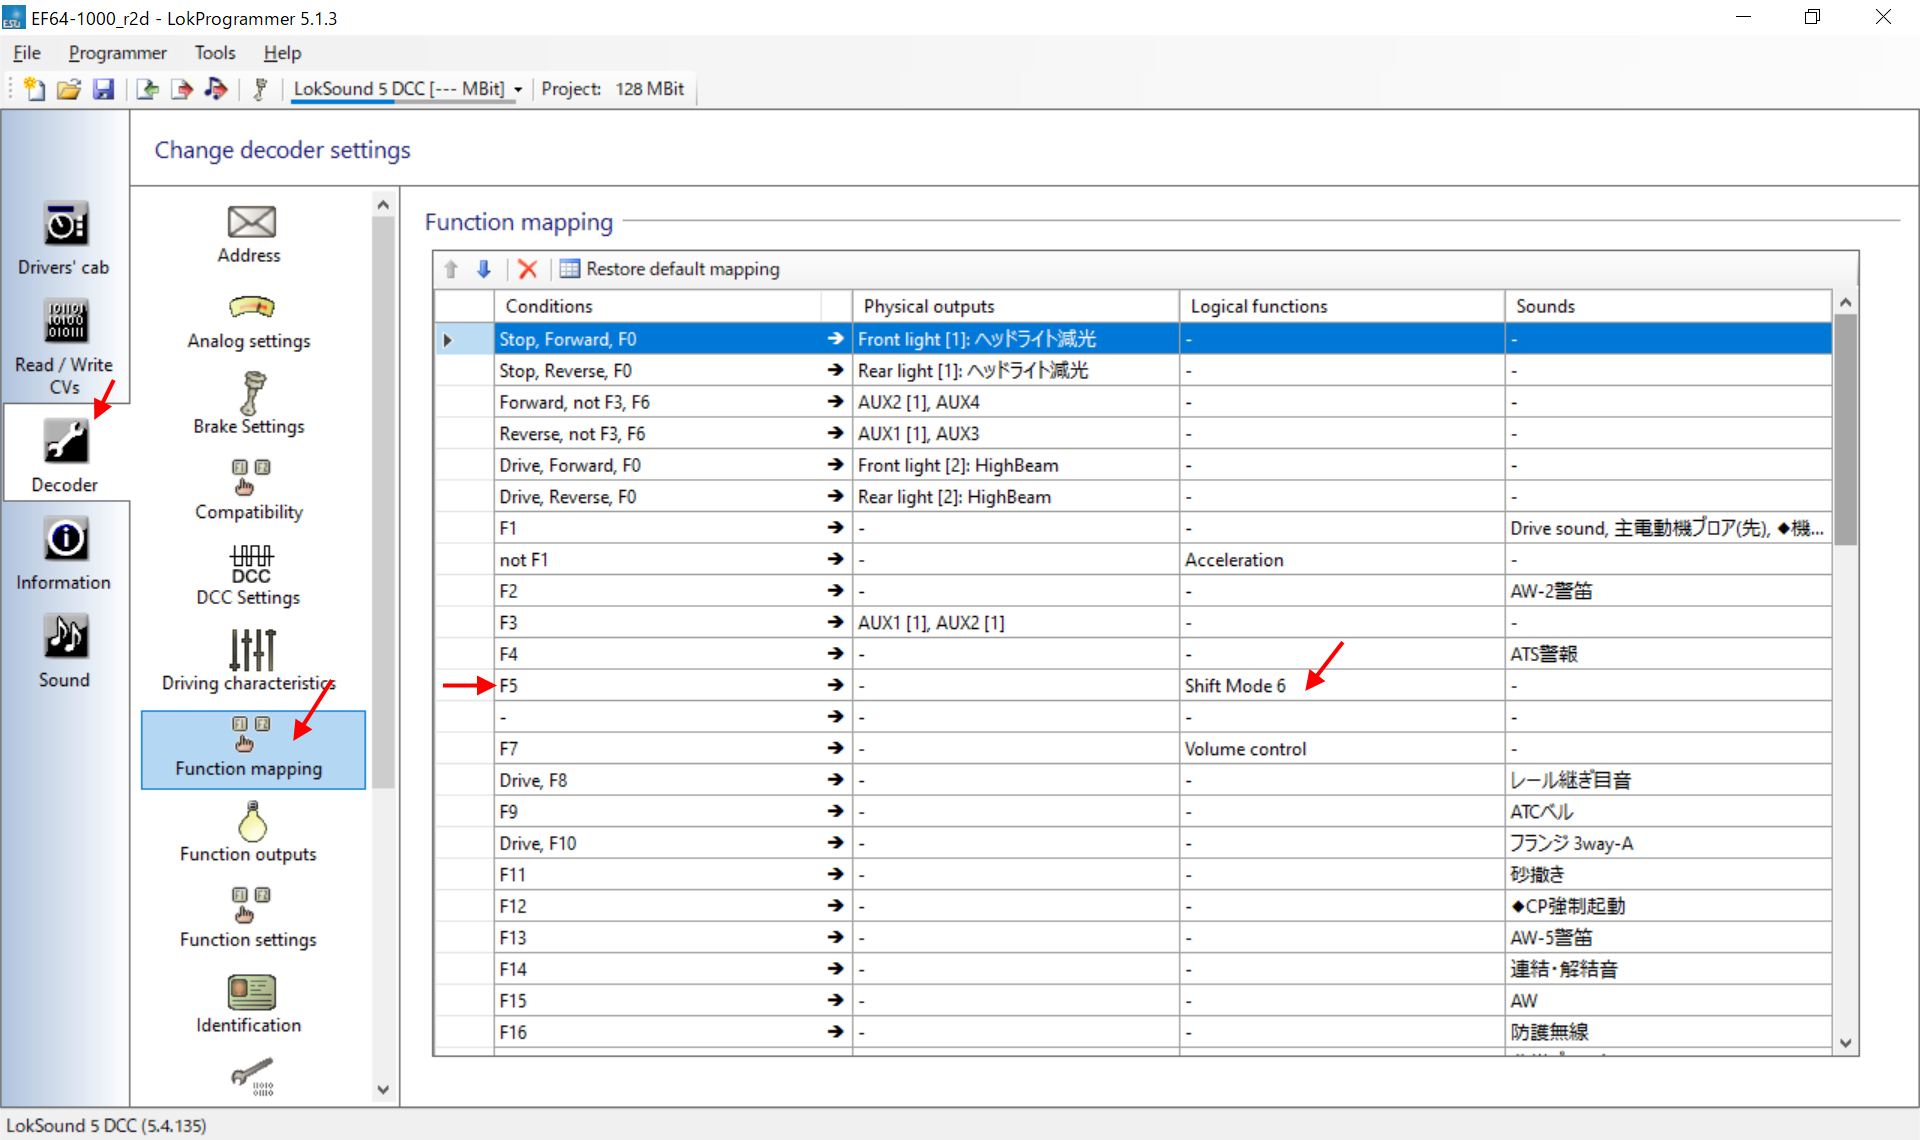 EF64-1000_r2d - LokProgrammer 5.1.3
File Programmer Tools Help
LokSound 5 DCC [--- MBit] Project: 128 MBit
Change decoder settings
Drivers' cab
Read / Write
CVs
Decoder
Information
Sound
Address
Analog settings
Brake Settings
Compatibility
DCC
DCC Settings
Driving characteristics
Function mapping
Function outputs
Function settings
Identification
Function mapping
Restore default mapping
Conditions Physical outputs Logical functions Sounds
Stop, Forward, F0 Front light [1]: ヘッドライト減光 - -
Stop, Reverse, F0 Rear light [1]: ヘッドライト減光 - -
Forward, not F3, F6 AUX2 [1], AUX4 - -
Reverse, not F3, F6 AUX1 [1], AUX3 - -
Drive, Forward, F0 Front light [2]: HighBeam - -
Drive, Reverse, F0 Rear light [2]: HighBeam - -
F1 - - Drive sound, 主電動機ブロア(先), ◆機...
not F1 - Acceleration -
F2 - - AW-2警笛
F3 AUX1 [1], AUX2 [1] - -
F4 - - ATS警報
F5 - Shift Mode 6 -
- - - -
F7 - Volume control -
Drive, F8 - - レール継ぎ目音
F9 - - ATCベル
Drive, F10 - - フランジ 3way-A
F11 - - 砂撒き
F12 - - ◆CP強制起動
F13 - - AW-5警笛
F14 - - 連結・解結音
F15 - - AW
F16 - - 防護無線
LokSound 5 DCC (5.4.135)